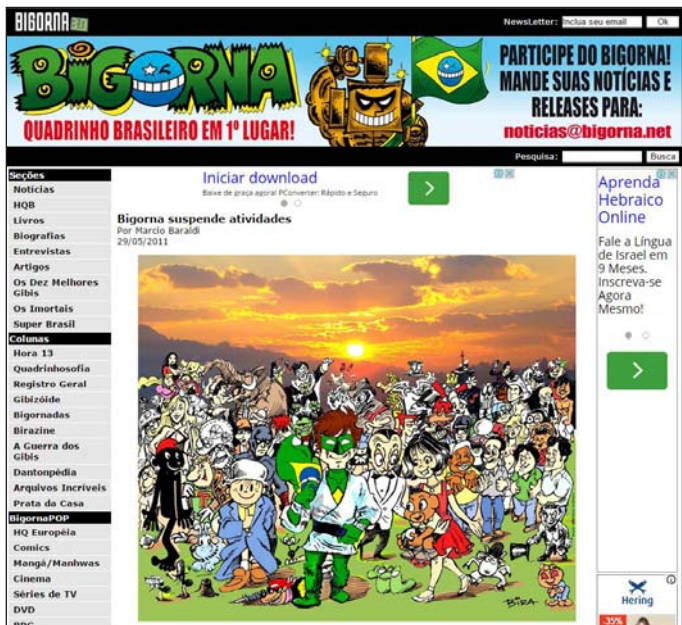 BIGORNA
NewsLetter: Inclua seu email Ok
BIGORNA
QUADRINHO BRASILEIRO EM 1º LUGAR!
PARTICIPE DO BIGORNA!
MANDE SUAS NOTÍCIAS E
RELEASES PARA:
noticias@bigorna.net
Pesquisa: Busca
Seções
Notícias
HQB
Livros
Biografias
Entrevistas
Artigos
Os Dez Melhores
Gibis
Os Imortais
Super Brasil
Colunas
Hora 13
Quadrinhosofia
Registro Geral
Gibizóide
Bigornadas
Birazine
A Guerra dos
Gibis
Dantonpédia
Arquivos Incríveis
Prata da Casa
BigornaPOP
HQ Européia
Comics
Mangá/Manhwas
Cinema
Séries de TV
DVD
Iniciar download
Baixe de graça agora! PConverter: Rápido e Seguro
Bigorna suspende atividades
Por Marcio Baraldi
29/05/2011
BIRA
Aprenda
Hebraico
Online
Fale a Língua
de Israel em
9 Meses.
Inscreva-se
Agora
Mesmo!
Hering
-35%